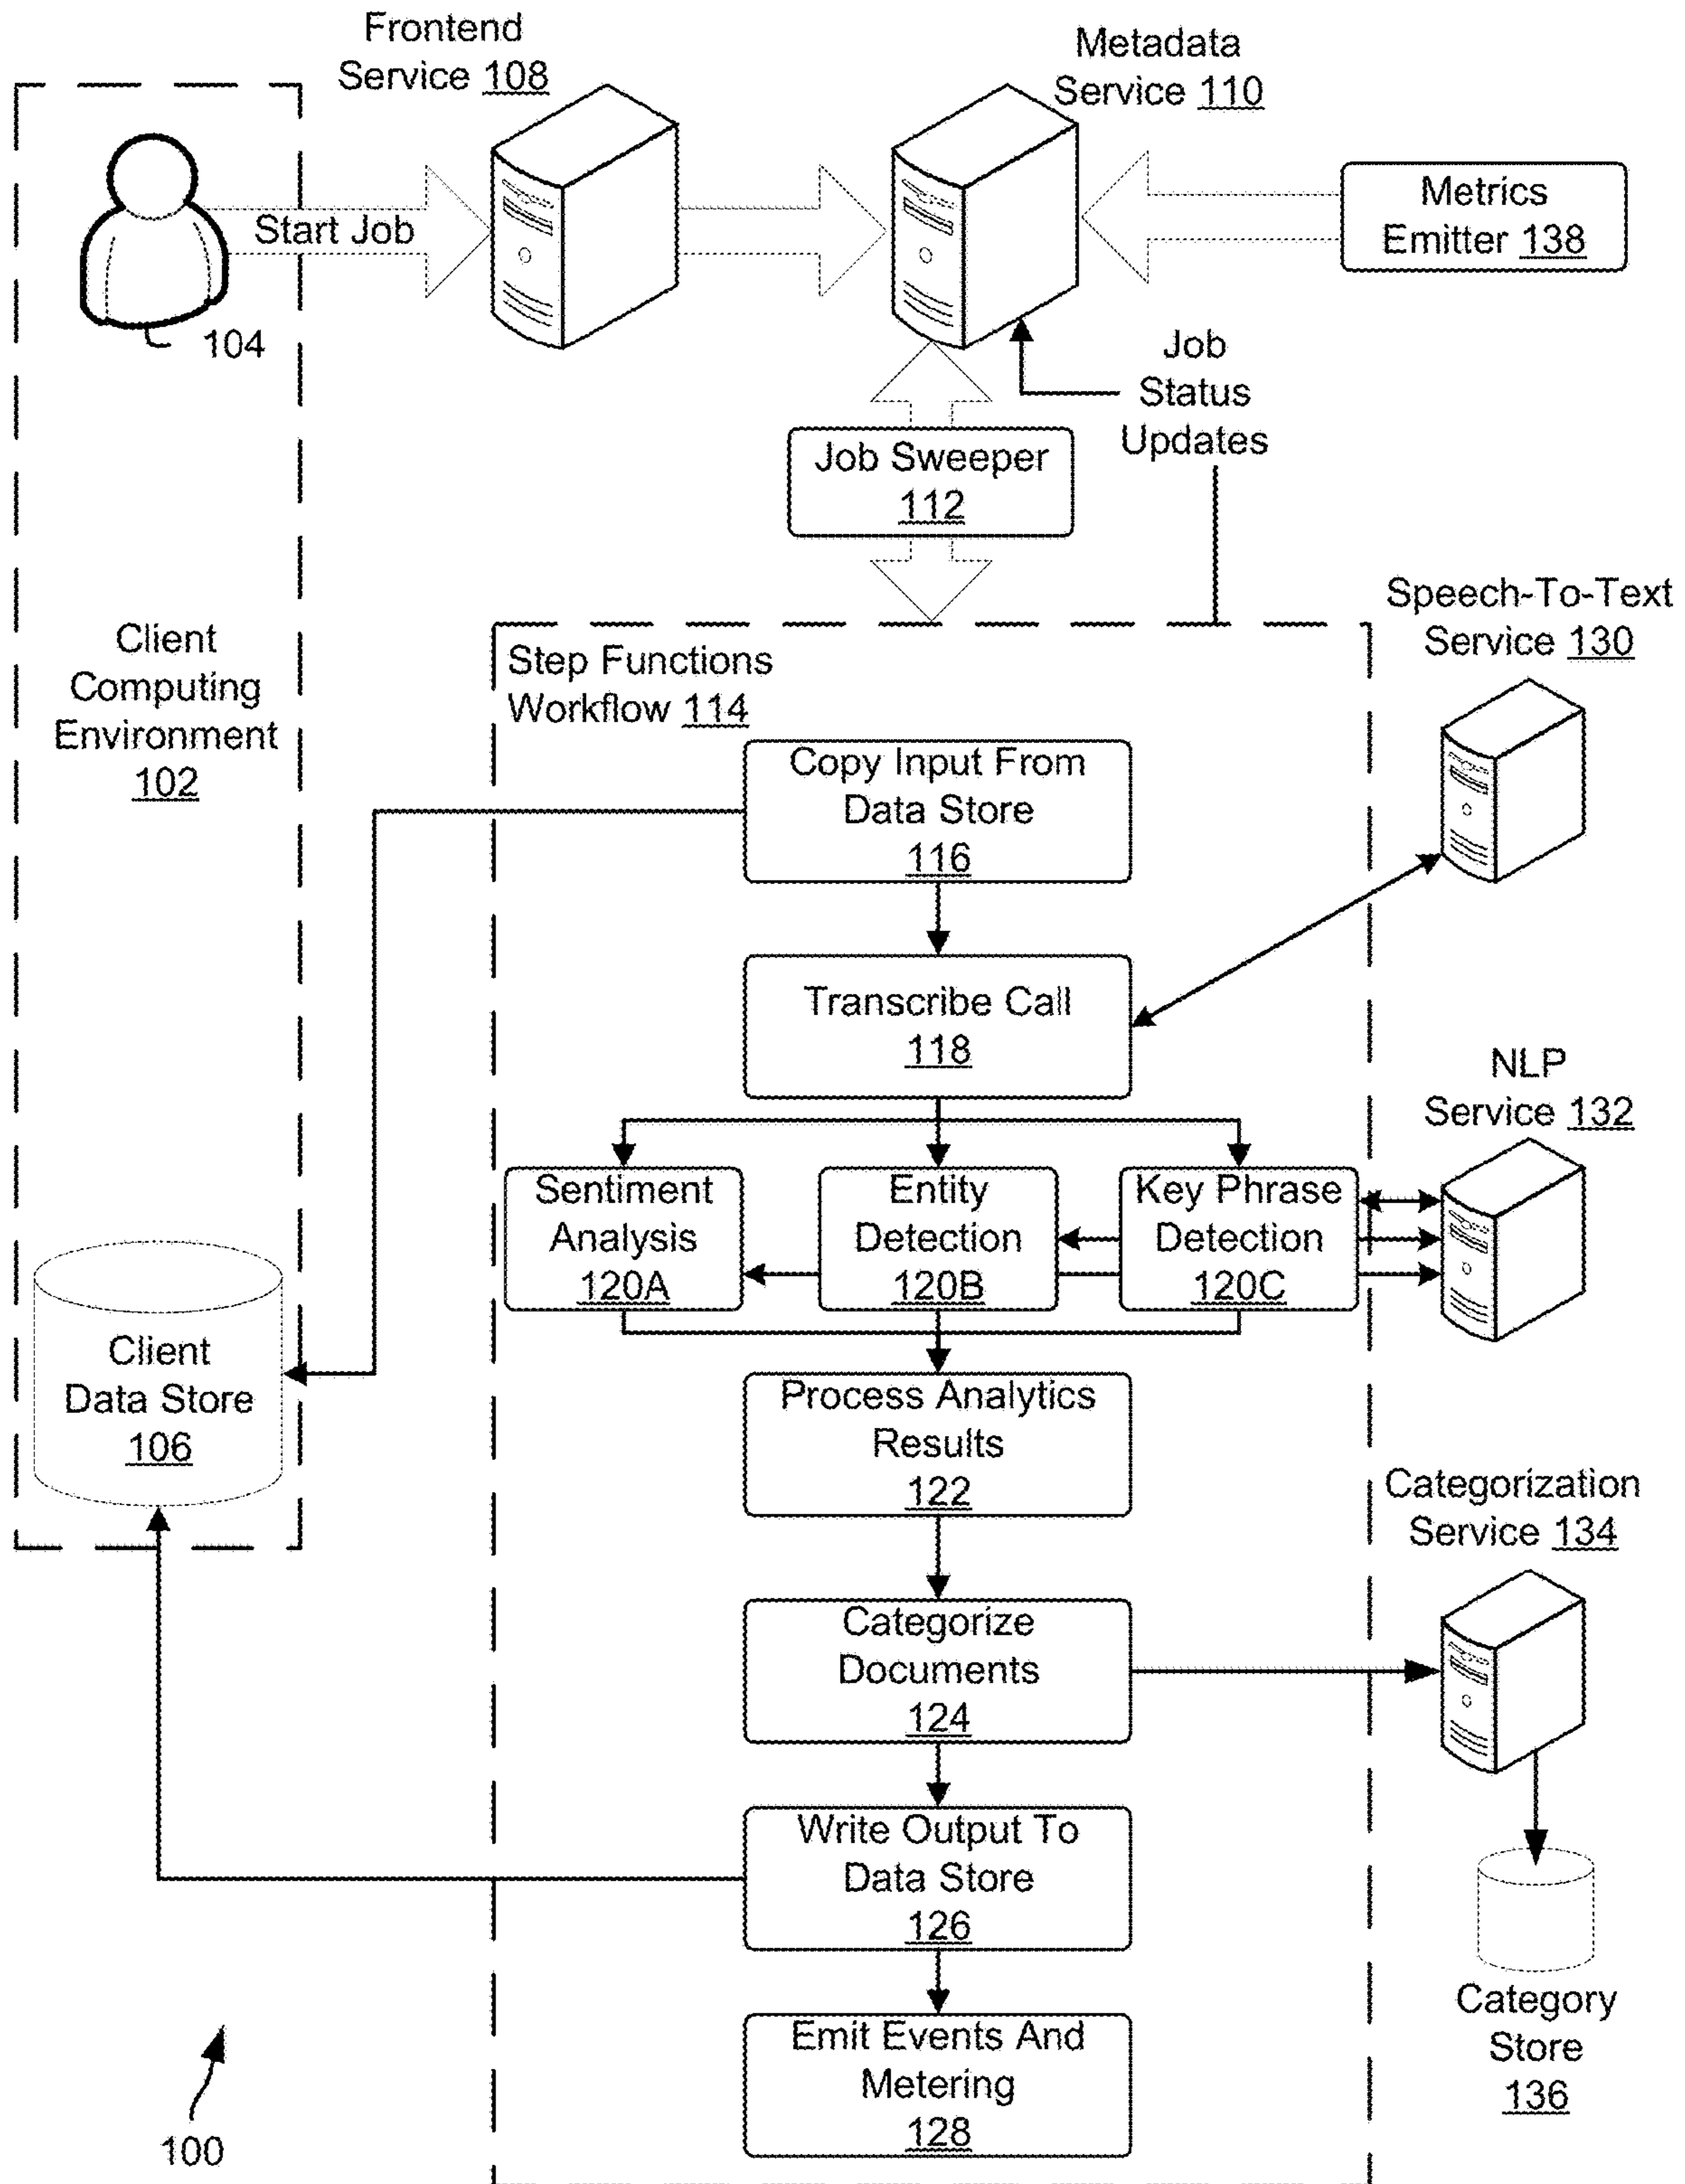 Frontend
Service 108
Metadata
Service 110
Metrics
Emitter 138
Start Job
104
Job
Status
Updates
Job Sweeper
112
Client
Computing
Environment
102
Step Functions
Workflow 114
Speech-To-Text
Service 130
Copy Input From
Data Store
116
Transcribe Call
118
NLP
Service 132
Sentiment
Analysis
120A
Entity
Detection
120B
Key Phrase
Detection
120C
Client
Data Store
106
Process Analytics
Results
122
Categorization
Service 134
Categorize
Documents
124
Write Output To
Data Store
126
Category
Store
136
Emit Events And
Metering
128
100